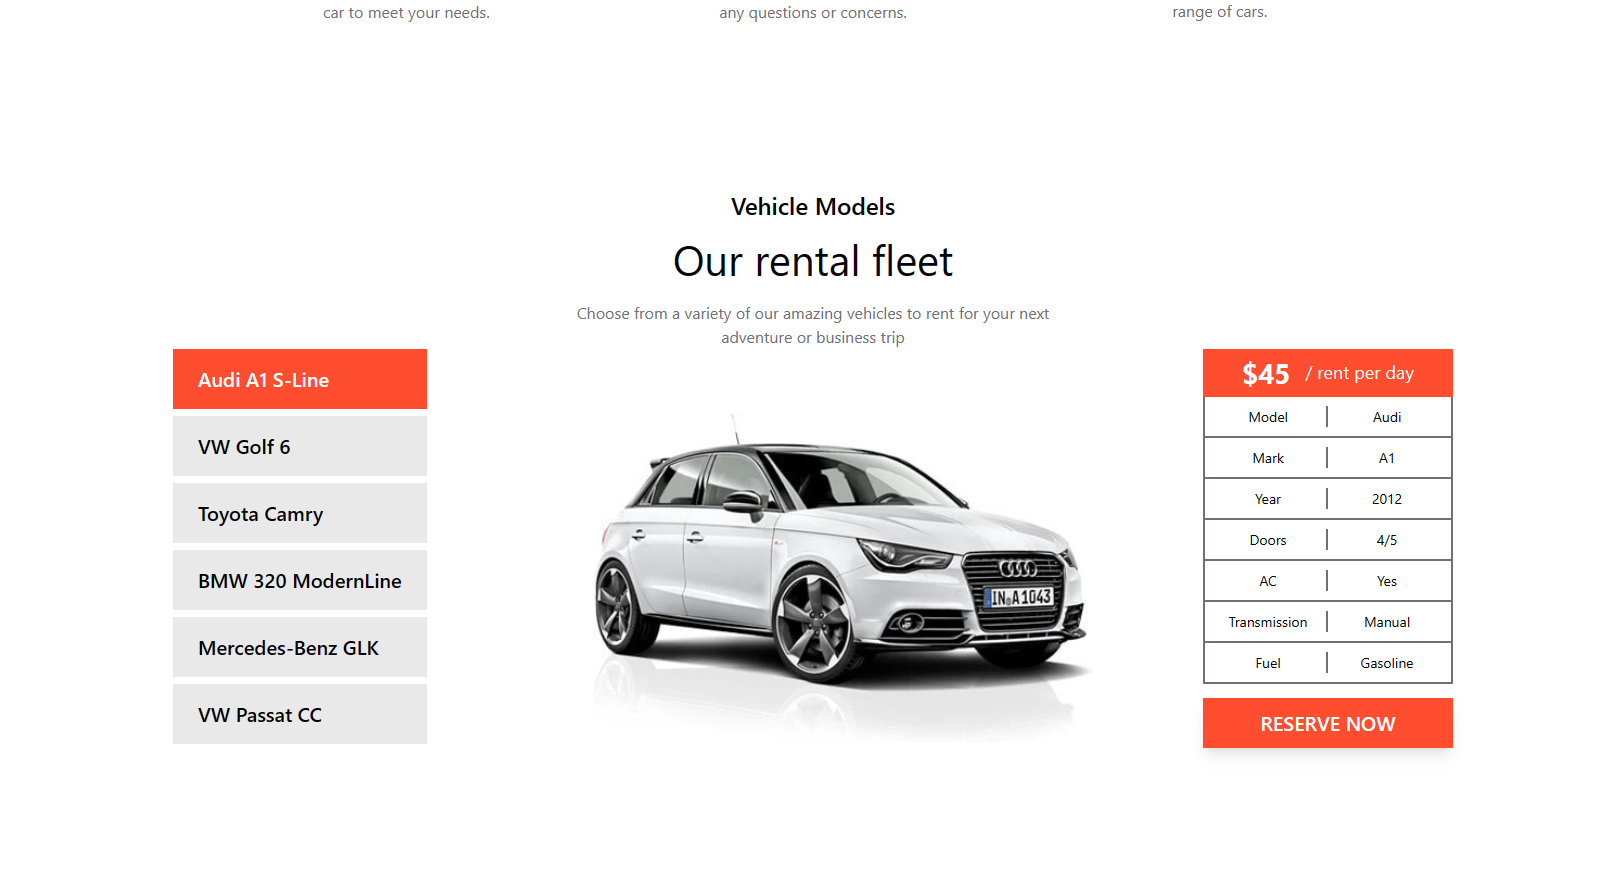 car to meet your needs.
any questions or concerns.
range of cars.
Vehicle Models
Our rental fleet
Choose from a variety of our amazing vehicles to rent for your next
adventure or business trip
Audi A1 S-Line
VW Golf 6
Toyota Camry
BMW 320 ModernLine
Mercedes-Benz GLK
VW Passat CC
IN A 1043
$45 / rent per day
Model | Audi
Mark | A1
Year | 2012
Doors | 4/5
AC | Yes
Transmission | Manual
Fuel | Gasoline
RESERVE NOW